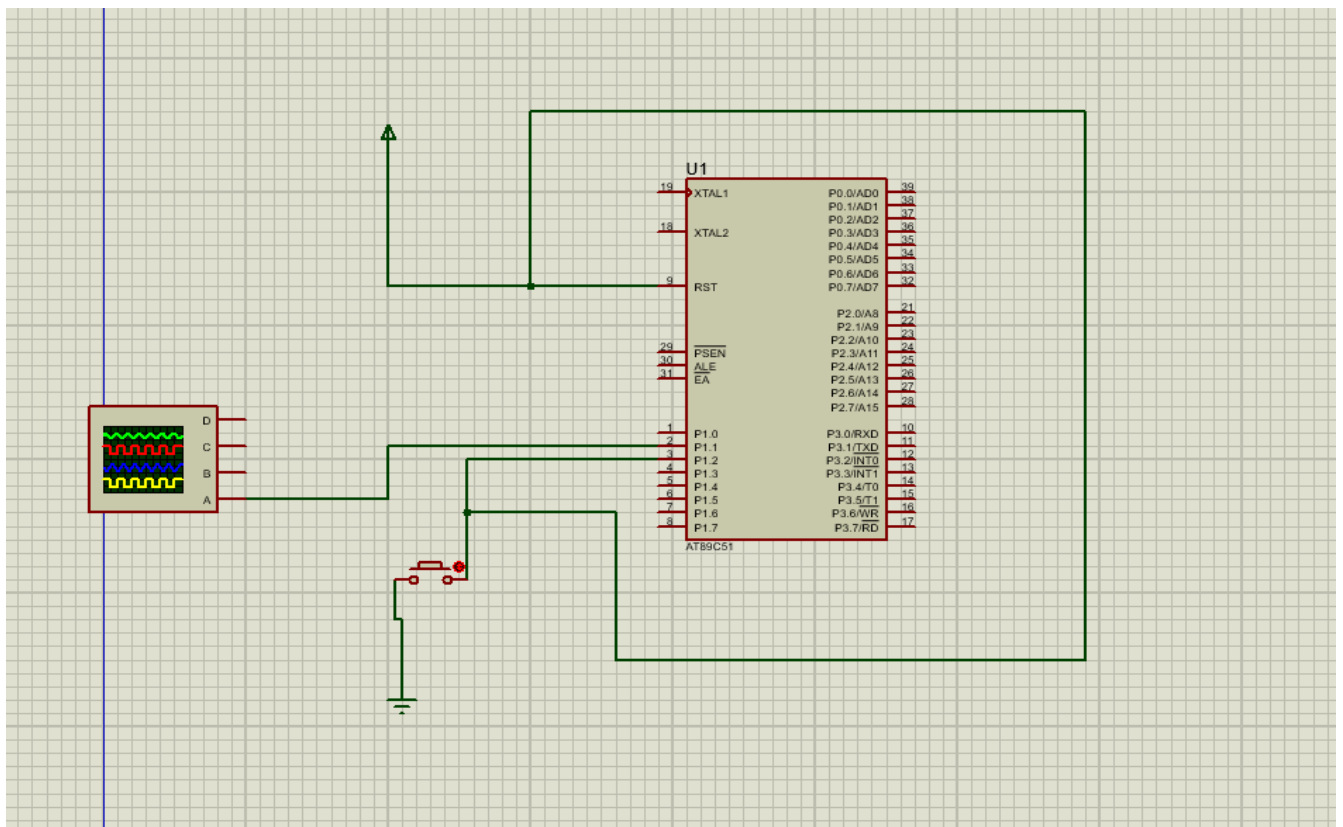 U1
19 XTAL1
18 XTAL2
9 RST
29 PSEN
30 ALE
31 EA
1 P1.0
2 P1.1
3 P1.2
4 P1.3
5 P1.4
6 P1.5
7 P1.6
8 P1.7
P0.0/AD0 39
P0.1/AD1 38
P0.2/AD2 37
P0.3/AD3 36
P0.4/AD4 35
P0.5/AD5 34
P0.6/AD6 33
P0.7/AD7 32
P2.0/A8 21
P2.1/A9 22
P2.2/A10 23
P2.3/A11 24
P2.4/A12 25
P2.5/A13 26
P2.6/A14 27
P2.7/A15 28
P3.0/RXD 10
P3.1/TXD 11
P3.2/INT0 12
P3.3/INT1 13
P3.4/T0 14
P3.5/T1 15
P3.6/WR 16
P3.7/RD 17
AT89C51
D
C
B
A